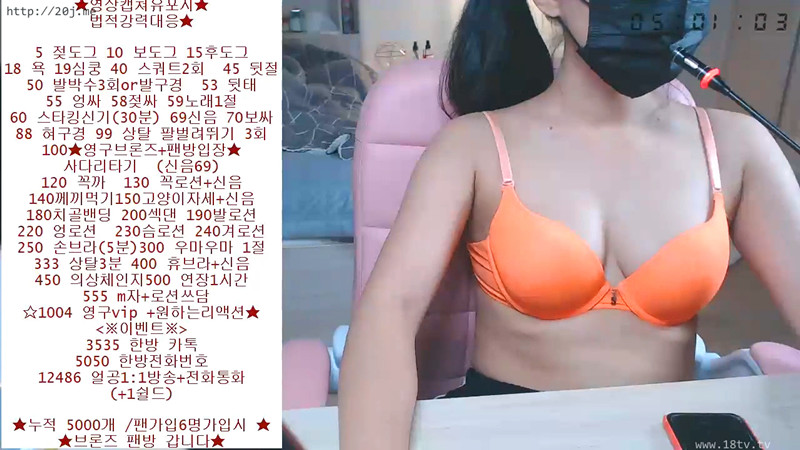 http://20j.me
★영상캡쳐유포시★
법적강력대응★
5 젖도그 10 보도그 15후도그
18 욕 19심쿵 40 스쿼트2회 45 뒷절
50 발박수3회or발구경 53 뒷태
55 엉싸 58젖싸 59노래1절
60 스타킹신기(30분) 69신음 70보싸
88 혀구경 99 상탈 팔벌려뛰기 3회
100★영구브론즈+팬방입장★
사다리타기 (신음69)
120 꼭까 130 꼭로션+신음
140께끼먹기150고양이자세+신음
180치골밴딩 200섹댄 190발로션
220 엉로션 230슴로션 240겨로션
250 손브라(5분)300 우마우마 1절
333 상탈3분 400 휴브라+신음
450 의상체인지500 연장1시간
555 m자+로션쓰담
☆1004 영구vip +원하는리액션★
<※이벤트※>
3535 한방 카톡
5050 한방전화번호
12486 얼공1:1방송+전화통화
(+1쉴드)
★누적 5000개 /팬가입6명가입시 ★
★브론즈 팬방 갑니다★
05:01:03
www.18tv.tv